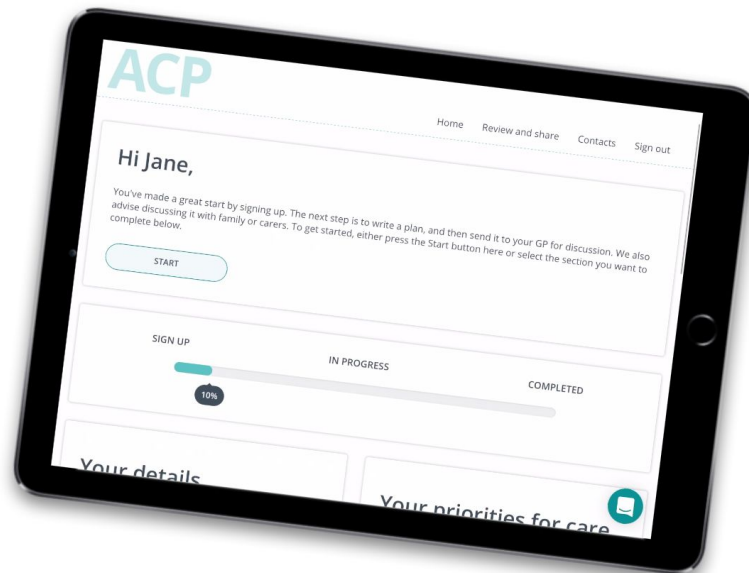 ACP
Home Review and share Contacts Sign out
Hi Jane,
You've made a great start by signing up. The next step is to write a plan, and then send it to your GP for discussion. We also
advise discussing it with family or carers. To get started, either press the Start button here or select the section you want to
complete below.
START
SIGN UP IN PROGRESS COMPLETED
10%
Your details
Your priorities for care